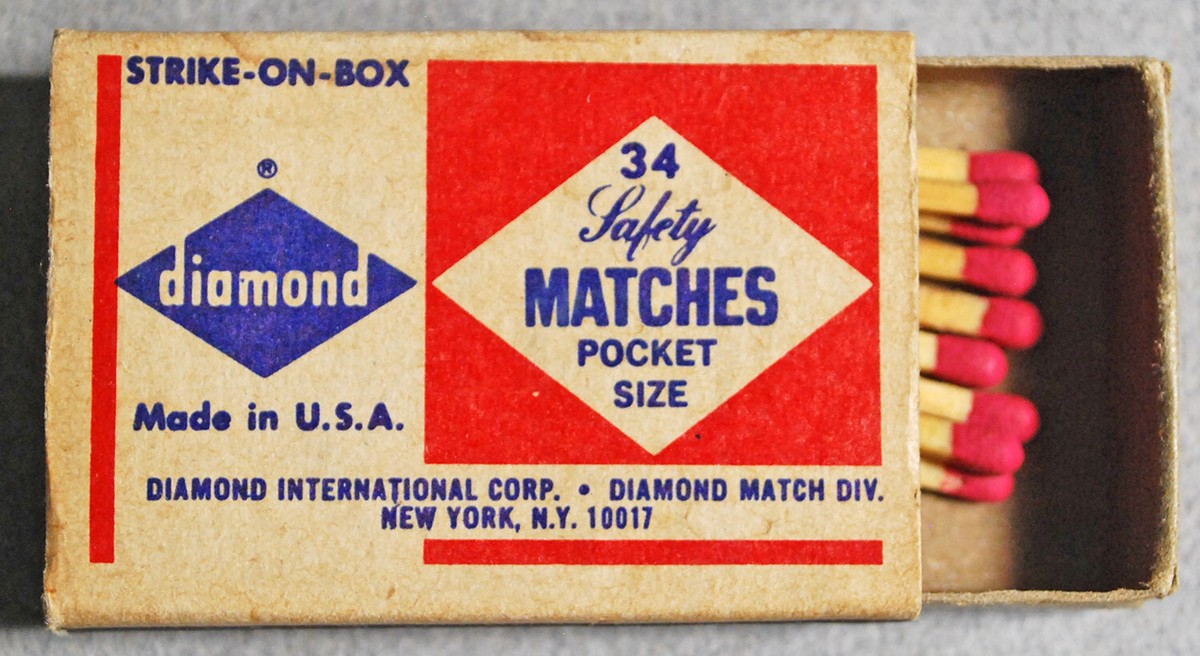 STRIKE-ON-BOX
®
diamond
Made in U.S.A.
34
Safety
MATCHES
POCKET
SIZE
DIAMOND INTERNATIONAL CORP. • DIAMOND MATCH DIV.
NEW YORK, N.Y. 10017